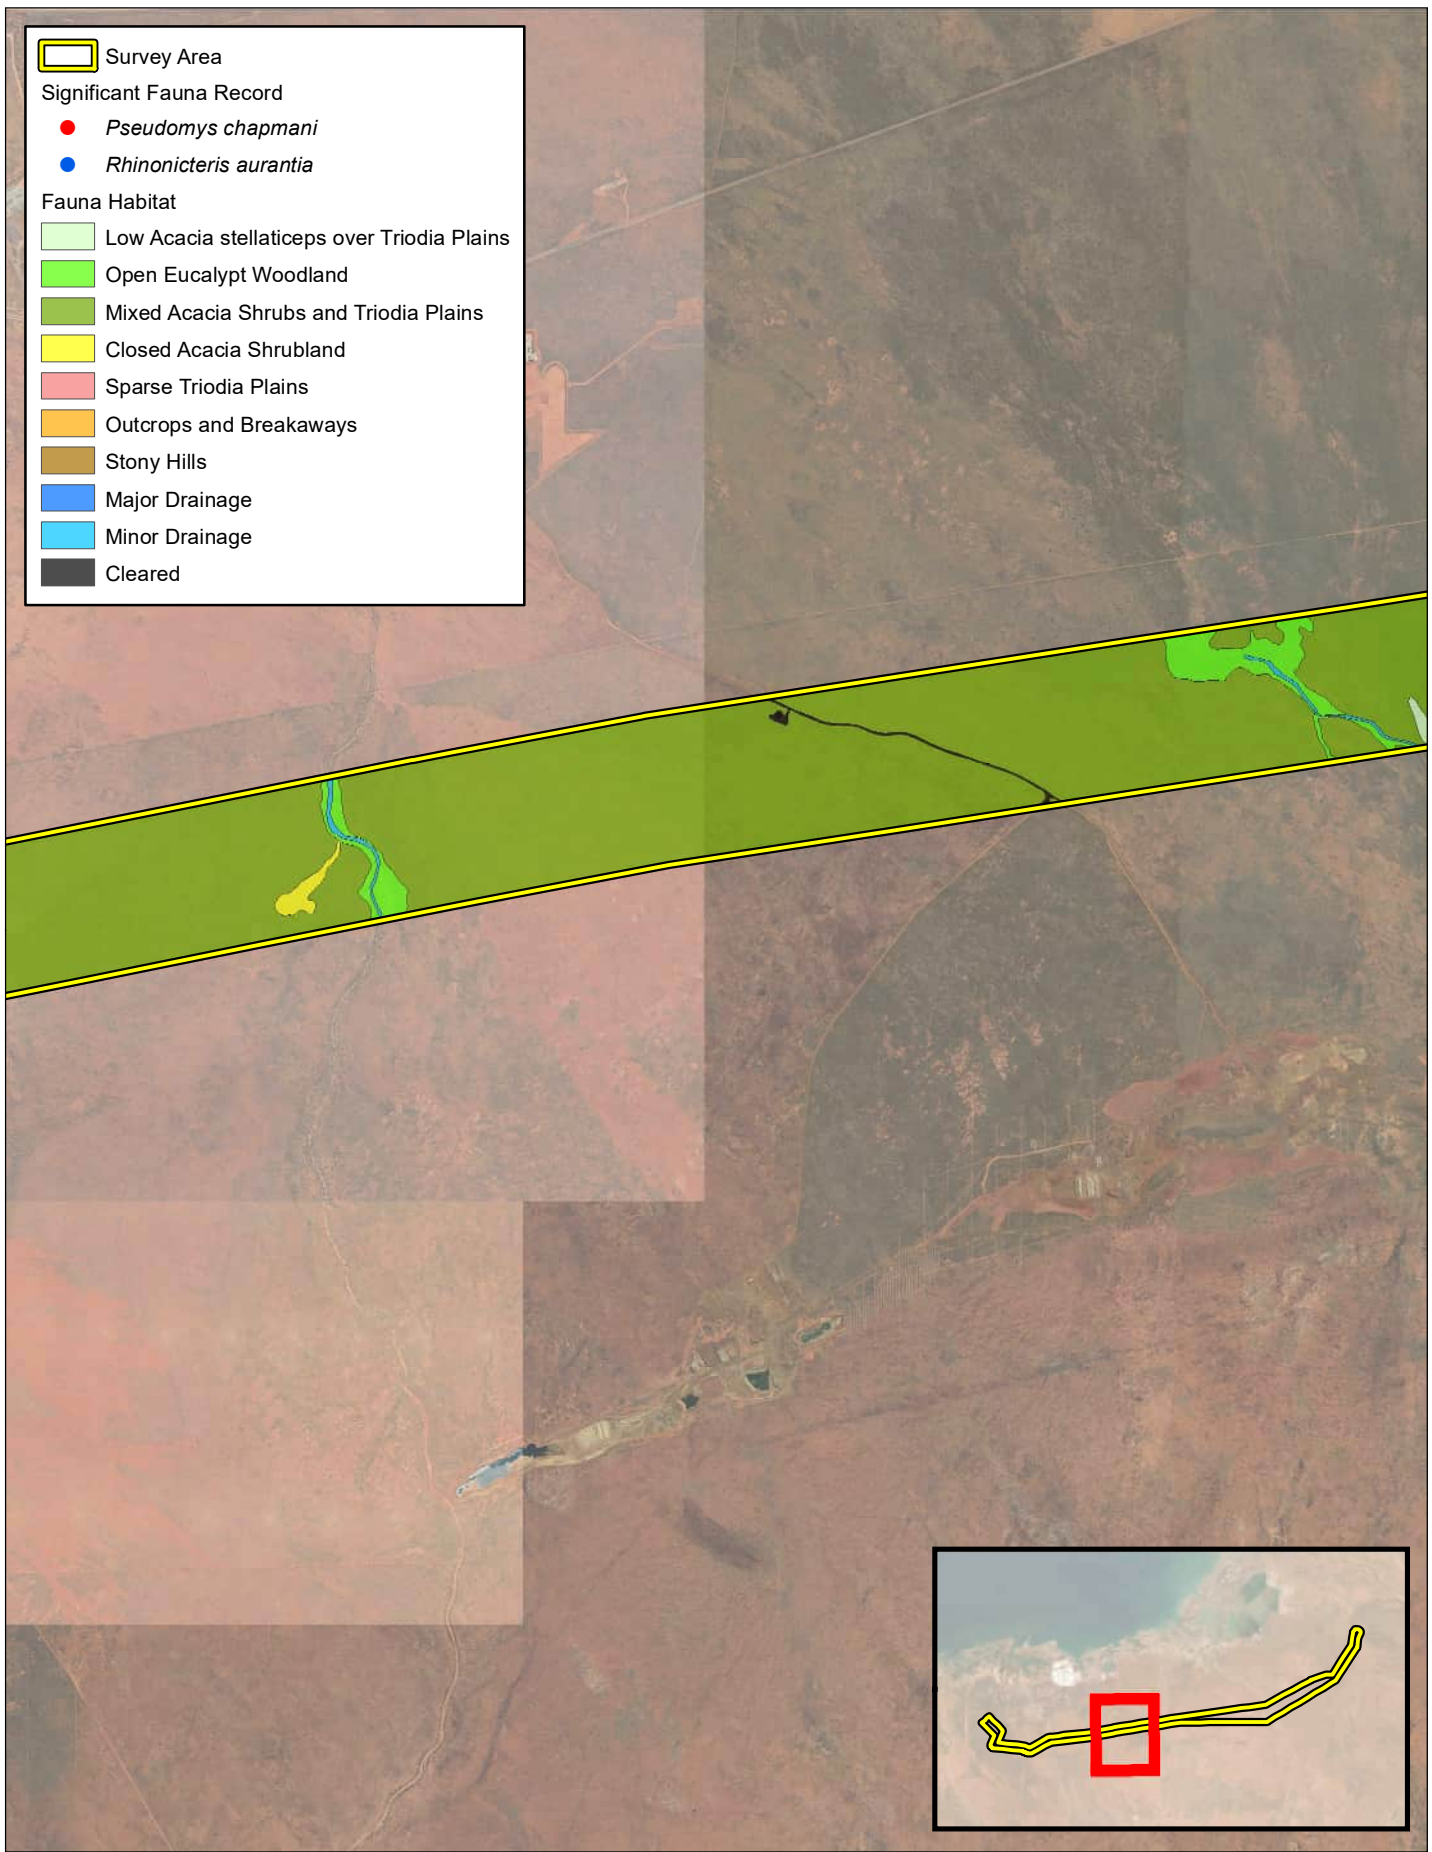 Survey Area
Significant Fauna Record
Pseudomys chapmani
Rhinonicteris aurantia
Fauna Habitat
Low Acacia stellaticeps over Triodia Plains
Open Eucalypt Woodland
Mixed Acacia Shrubs and Triodia Plains
Closed Acacia Shrubland
Sparse Triodia Plains
Outcrops and Breakaways
Stony Hills
Major Drainage
Minor Drainage
Cleared